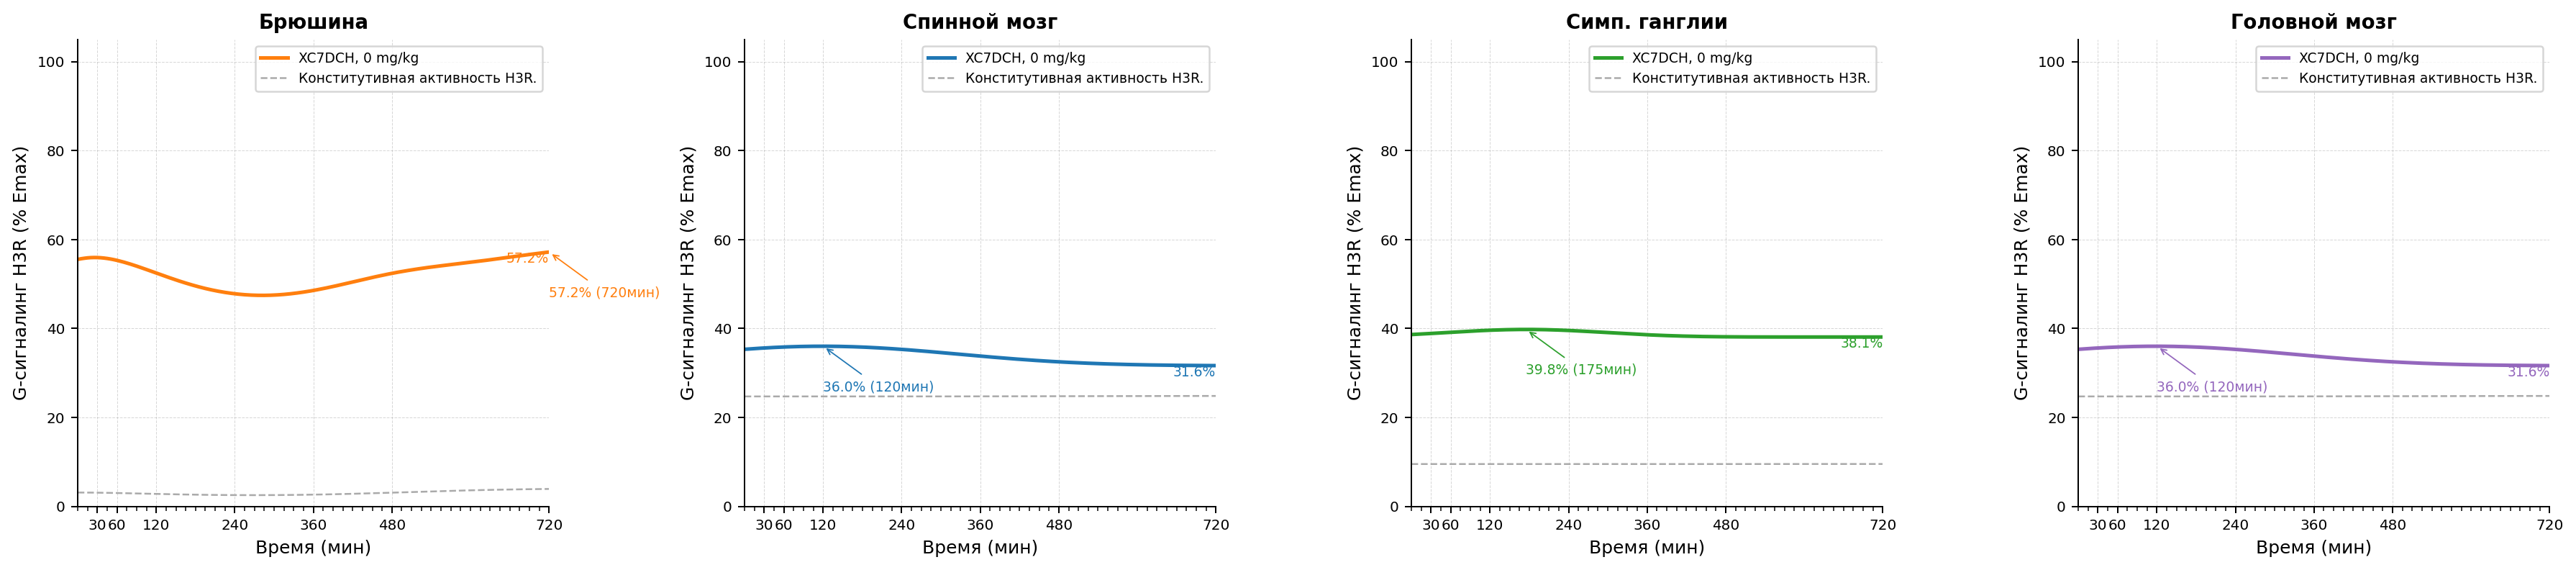 Брюшина
G-сигналинг H3R (% Emax)
100
80
60
40
20
0
XC7DCH, 0 mg/kg
Конститутивная активность H3R.
57.2%
57.2% (720мин)
30 60 120 240 360 480 720
Время (мин)
Спинной мозг
G-сигналинг H3R (% Emax)
100
80
60
40
20
0
XC7DCH, 0 mg/kg
Конститутивная активность H3R.
36.0% (120мин)
31.6%
30 60 120 240 360 480 720
Время (мин)
Симп. ганглии
G-сигналинг H3R (% Emax)
100
80
60
40
20
0
XC7DCH, 0 mg/kg
Конститутивная активность H3R.
38.1%
39.8% (175мин)
30 60 120 240 360 480 720
Время (мин)
Головной мозг
G-сигналинг H3R (% Emax)
100
80
60
40
20
0
XC7DCH, 0 mg/kg
Конститутивная активность H3R.
36.0% (120мин)
31.6%
30 60 120 240 360 480 720
Время (мин)